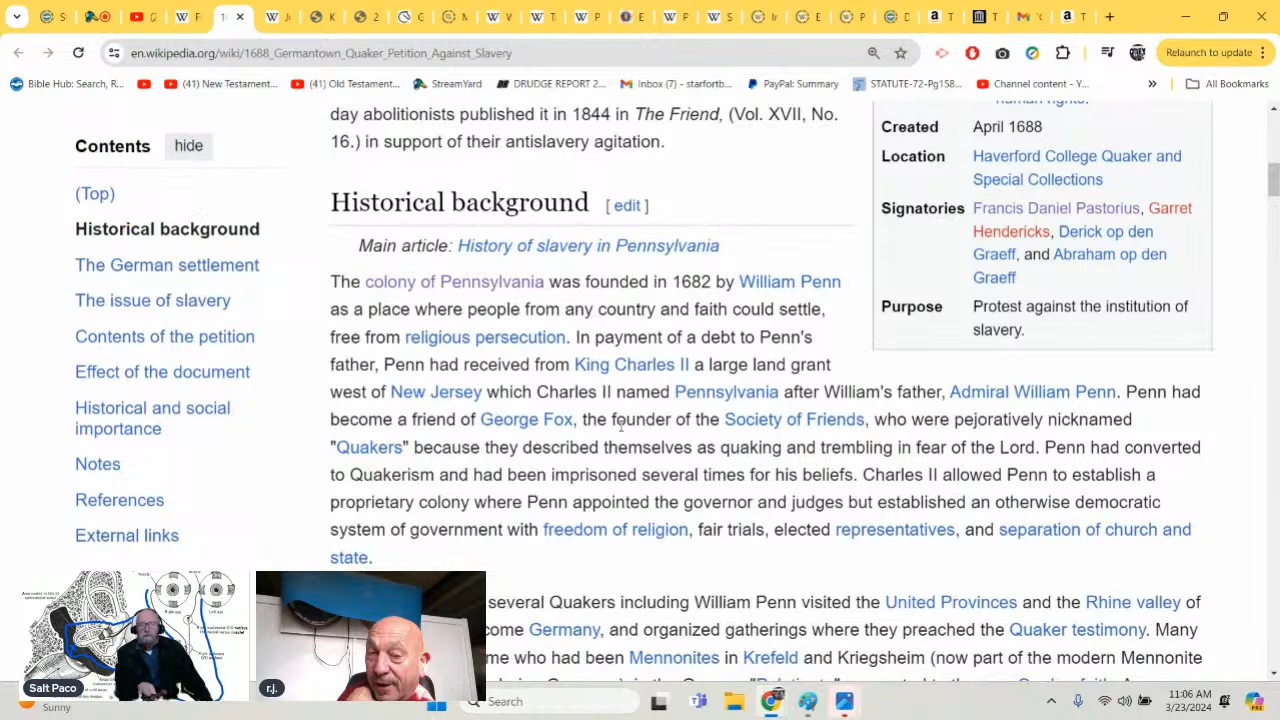 en.wikipedia.org/wiki/1688_Germantown_Quaker_Petition_Against_Slavery
Relaunch to update
Bible Hub: Search, R...
(41) New Testament...
(41) Old Testament...
StreamYard
DRUDGE REPORT 2...
Inbox (7) - starfortb...
PayPal: Summary
STATUTE-72-Pg158...
Channel content - Y...
All Bookmarks
Contents hide
(Top)
Historical background
The German settlement
The issue of slavery
Contents of the petition
Effect of the document
Historical and social
importance
Notes
References
External links
day abolitionists published it in 1844 in The Friend, (Vol. XVII, No.
16.) in support of their antislavery agitation.
Historical background [ edit ]
Main article: History of slavery in Pennsylvania
The colony of Pennsylvania was founded in 1682 by William Penn
as a place where people from any country and faith could settle,
free from religious persecution. In payment of a debt to Penn's
father, Penn had received from King Charles II a large land grant
west of New Jersey which Charles II named Pennsylvania after William's father, Admiral William Penn. Penn had
become a friend of George Fox, the founder of the Society of Friends, who were pejoratively nicknamed
"Quakers" because they described themselves as quaking and trembling in fear of the Lord. Penn had converted
to Quakerism and had been imprisoned several times for his beliefs. Charles II allowed Penn to establish a
proprietary colony where Penn appointed the governor and judges but established an otherwise democratic
system of government with freedom of religion, fair trials, elected representatives, and separation of church and
state.
several Quakers including William Penn visited the United Provinces and the Rhine valley of
come Germany, and organized gatherings where they preached the Quaker testimony. Many
me who had been Mennonites in Krefeld and Kriegsheim (now part of the modern Mennonite
human rights.
Created April 1688
Location Haverford College Quaker and
Special Collections
Signatories Francis Daniel Pastorius, Garret
Hendericks, Derick op den
Graeff, and Abraham op den
Graeff
Purpose Protest against the institution of
slavery.
Salt Paco
r.j.
Sunny
Search
11:06 AM
3/23/2024